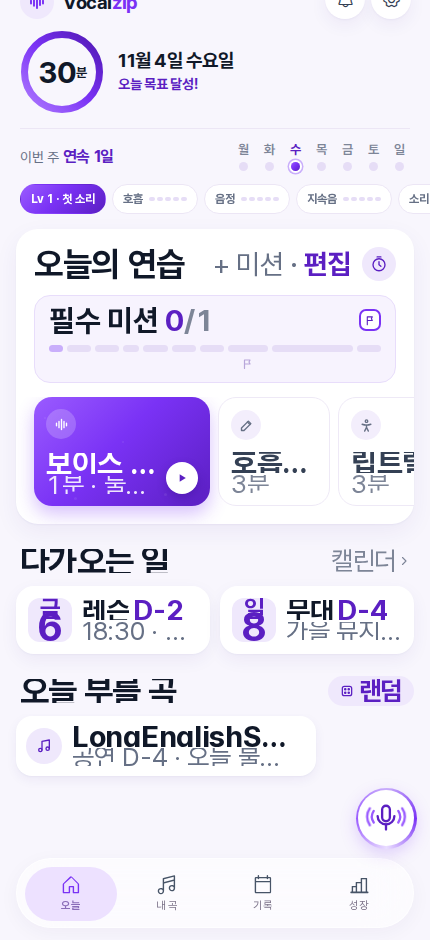 Vocalzip
30분
11월 4일 수요일
오늘 목표 달성!
이번 주 연속 1일
월 화 수 목 금 토 일
Lv 1 · 첫 소리
호흡
음정
지속음
소리
오늘의 연습
+ 미션 · 편집
필수 미션 0/1
보이스 ...
1분 · 눌...
호흡...
3분
립트릴
3분
다가오는 일
캘린더 ›
금
6
레슨 D-2
18:30 · ...
일
8
무대 D-4
가을 뮤지...
오늘 부를 곡
랜덤
LongEnglishS...
공연 D-4 · 오늘 물...
오늘
내 곡
기록
성장